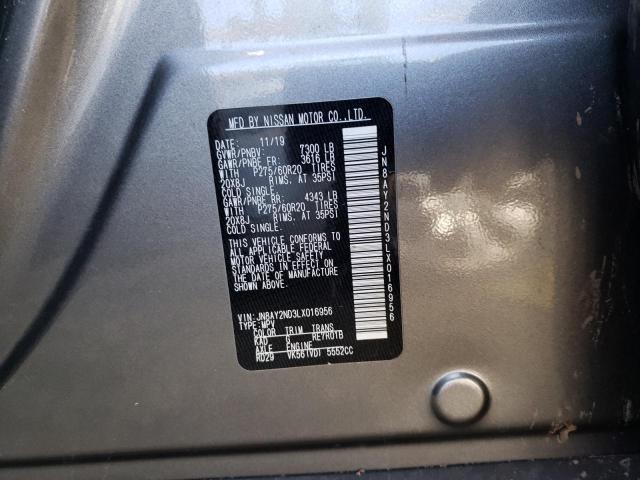 MFD BY NISSAN MOTOR CO.,LTD.
DATE: 11/19
GVWR/PNBV: 7300 LB
GAWR/PNBE FR: 3616 LB
WITH P275/60R20 TIRES
20X8J RIMS, AT 35PSI
COLD SINGLE.
GAWR/PNBE RR: 4343 LB
WITH P275/60R20 TIRES
20X8J RIMS, AT 35PSI
COLD SINGLE.
THIS VEHICLE CONFORMS TO
ALL APPLICABLE FEDERAL
MOTOR VEHICLE SAFETY
STANDARDS IN EFFECT ON
THE DATE OF MANUFACTURE
SHOWN ABOVE.
VIN: JN8AY2ND3LX016956
TYPE: MPV
COLOR TRIM TRANS
KAD G RE7R01B
AXLE ENGINE
RD29 VK56(VD) 5552CC
JN8AY2ND3LX016956